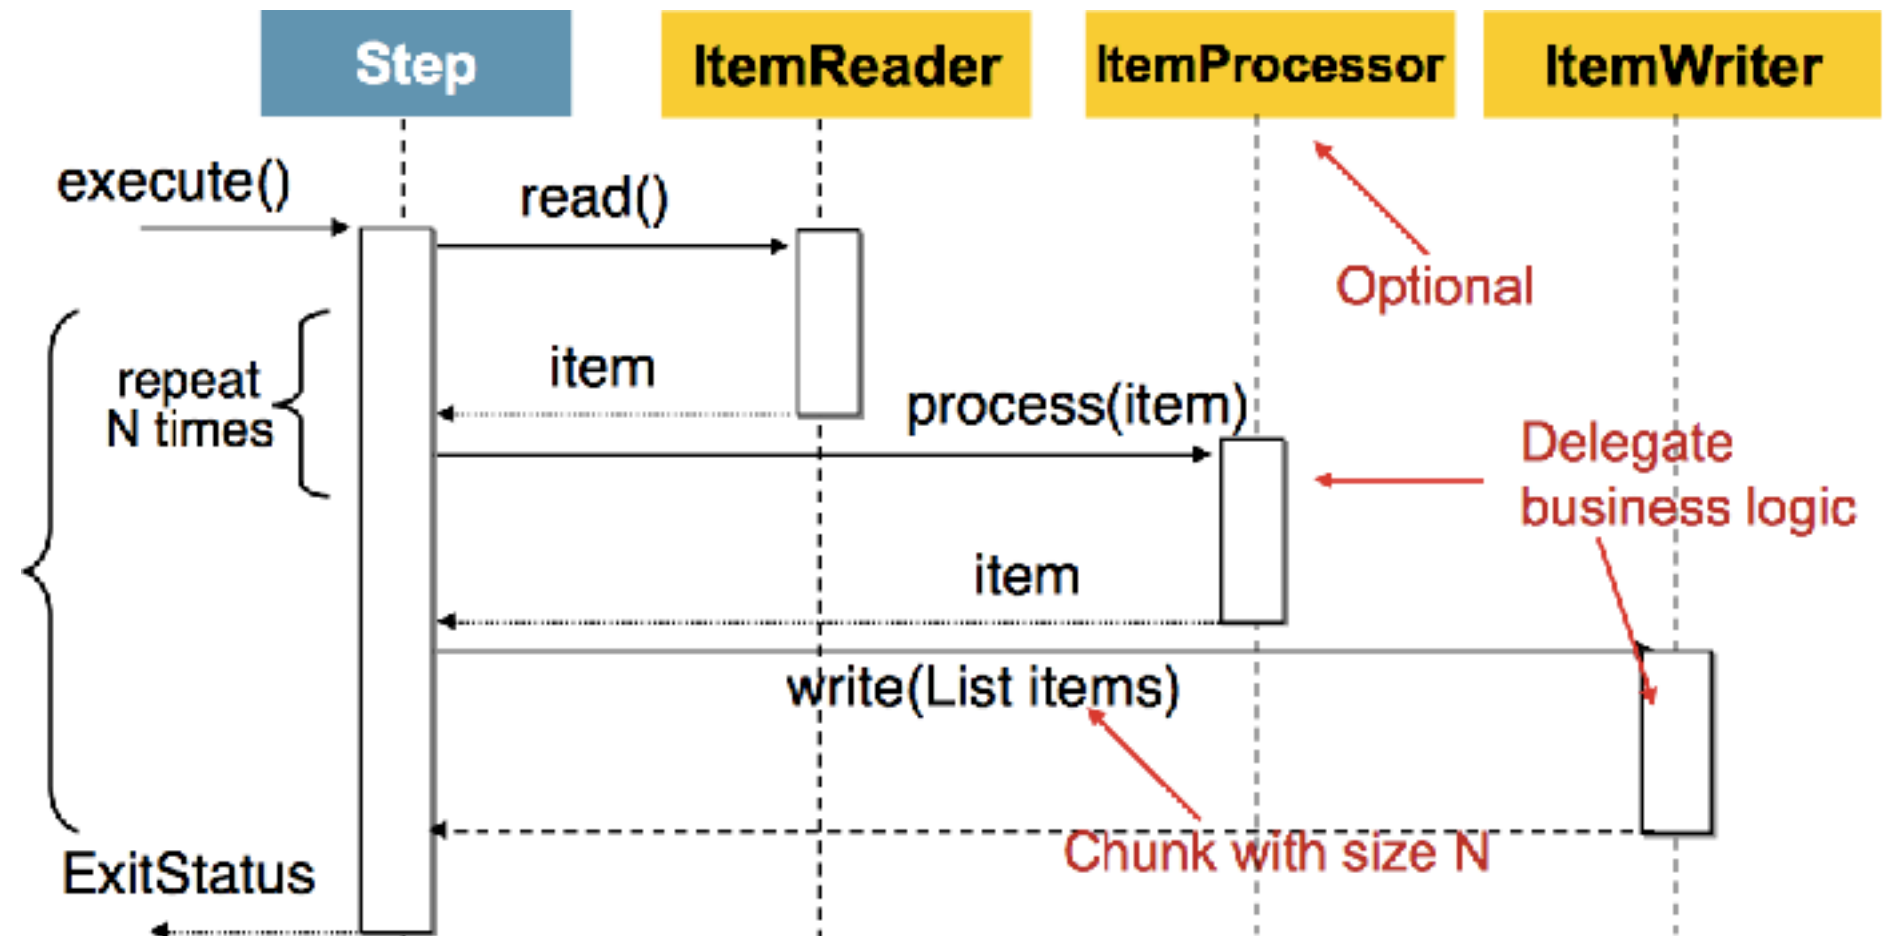 Step
ItemReader
ItemProcessor
ItemWriter
execute()
read()
Optional
item
repeat
N times
process(item)
Delegate
business logic
item
write(List items)
Chunk with size N
ExitStatus